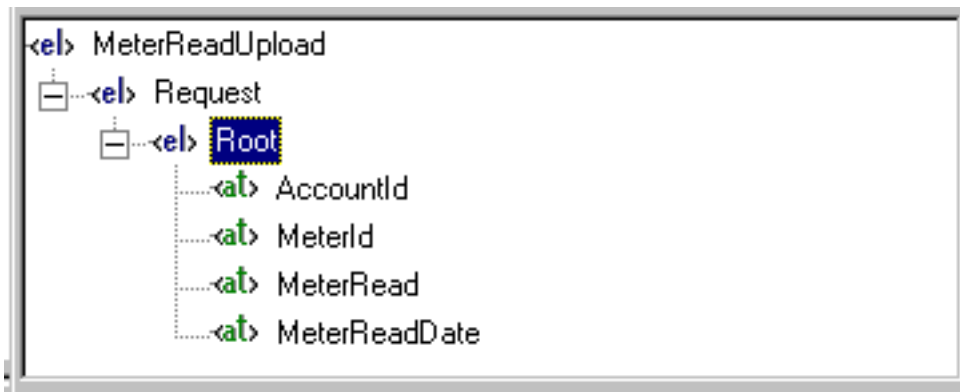 <el> MeterReadUpload
<el> Request
<el> Root
<at> AccountId
<at> MeterId
<at> MeterRead
<at> MeterReadDate